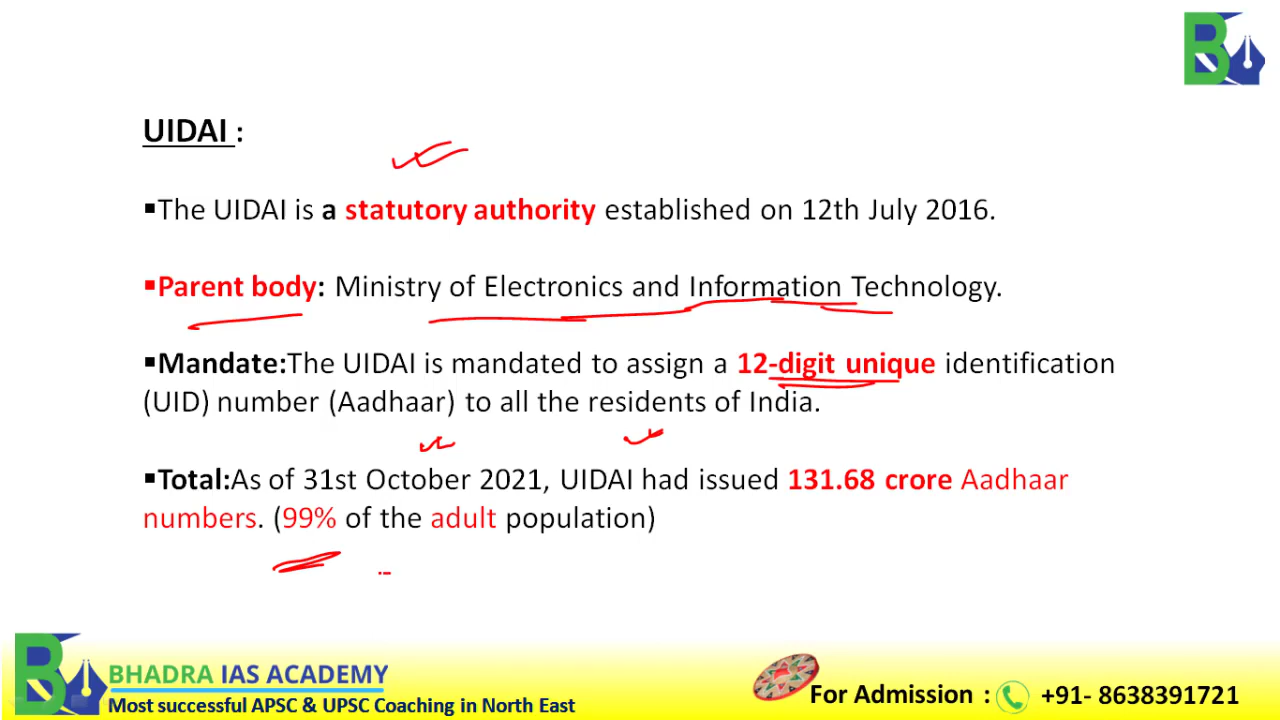 UIDAI :
▪The UIDAI is a statutory authority established on 12th July 2016.
▪Parent body: Ministry of Electronics and Information Technology.
▪Mandate:The UIDAI is mandated to assign a 12-digit unique identification
(UID) number (Aadhaar) to all the residents of India.
▪Total:As of 31st October 2021, UIDAI had issued 131.68 crore Aadhaar
numbers. (99% of the adult population)
BHADRA IAS ACADEMY
Most successful APSC & UPSC Coaching in North East
For Admission : +91- 8638391721